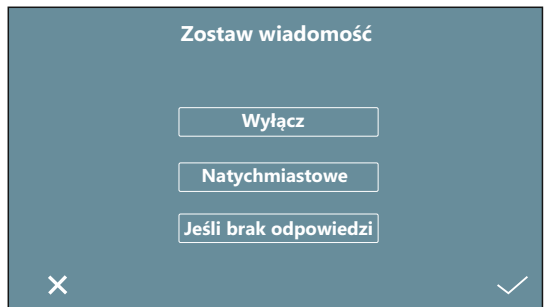 Zostaw wiadomość
Wyłącz
Natychmiastowe
Jeśli brak odpowiedzi